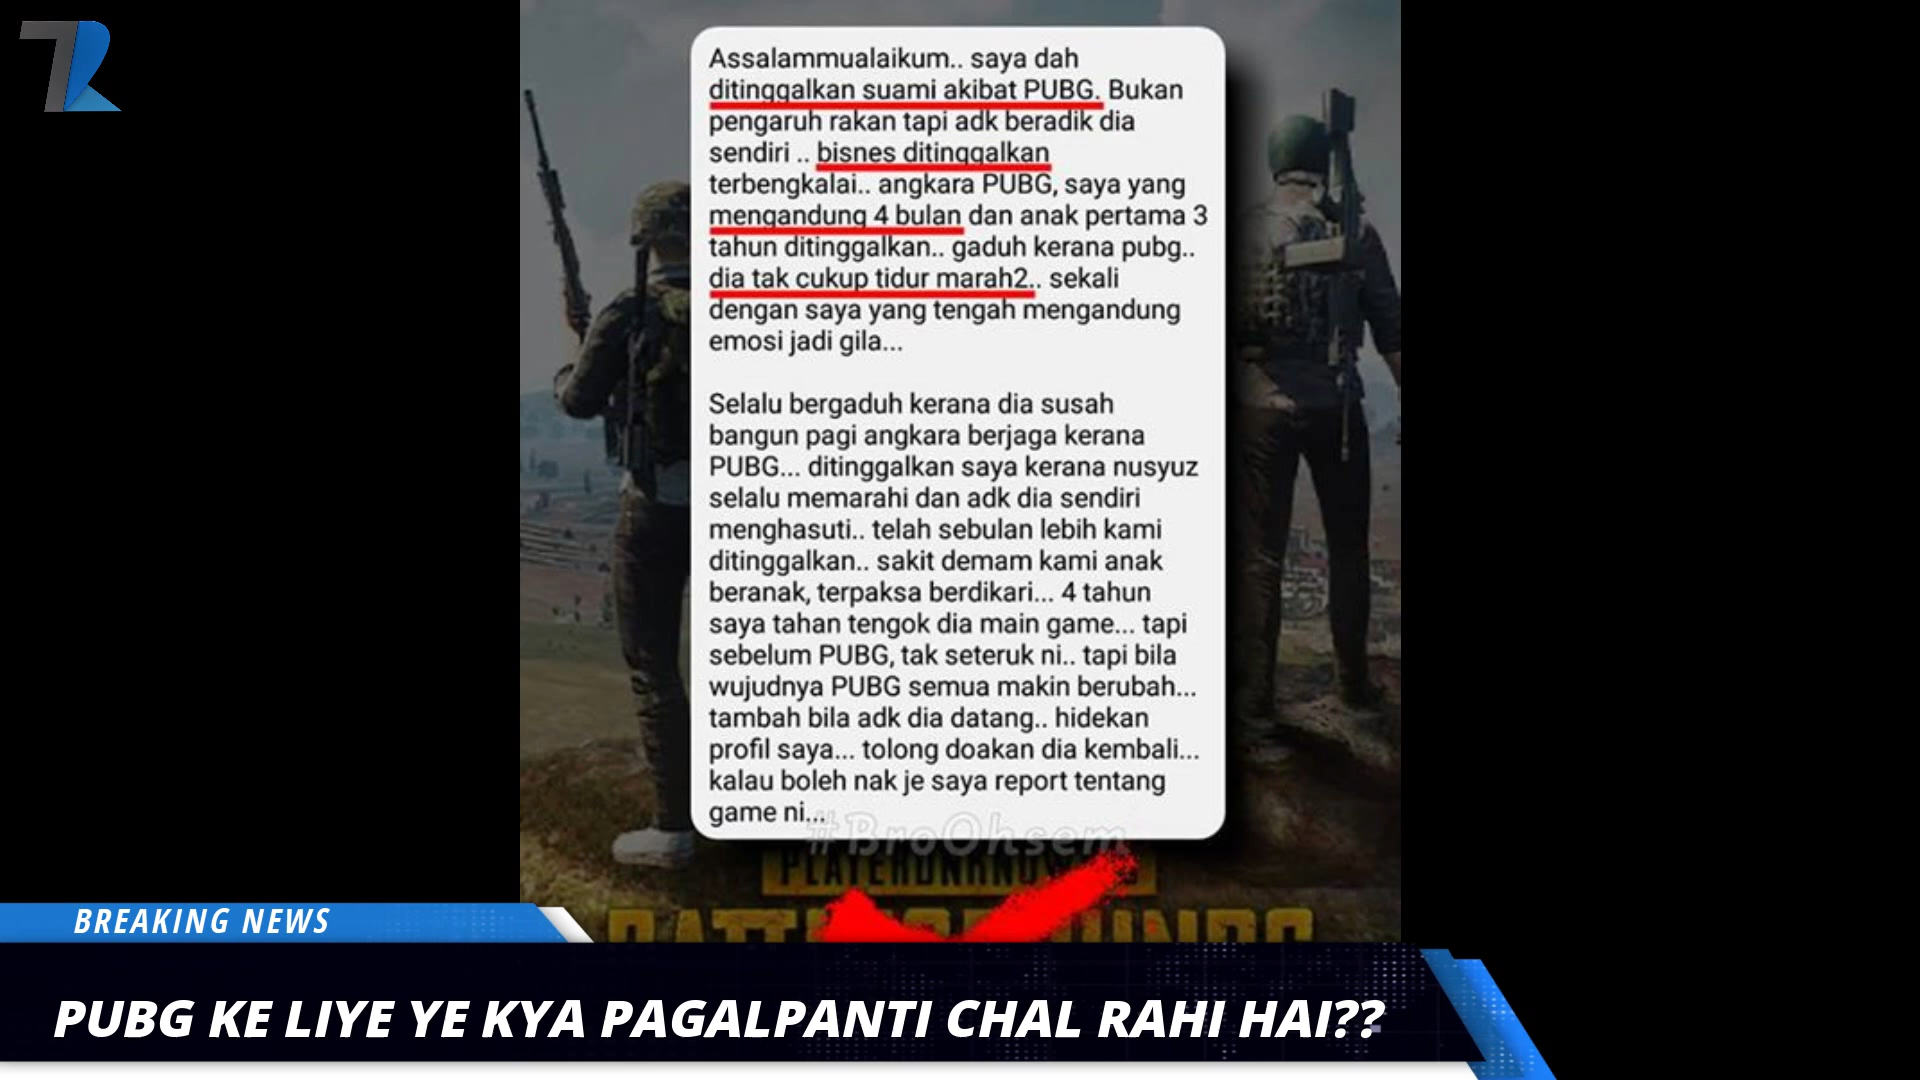 Assalammualaikum.. saya dah
ditinggalkan suami akibat PUBG. Bukan
pengaruh rakan tapi adk beradik dia
sendiri .. bisnes ditinggalkan
terbengkalai.. angkara PUBG, saya yang
mengandung 4 bulan dan anak pertama 3
tahun ditinggalkan.. gaduh kerana pubg..
dia tak cukup tidur marah2.. sekali
dengan saya yang tengah mengandung
emosi jadi gila...
Selalu bergaduh kerana dia susah
bangun pagi angkara berjaga kerana
PUBG... ditinggalkan saya kerana nusyuz
selalu memarahi dan adk dia sendiri
menghasuti.. telah sebulan lebih kami
ditinggalkan.. sakit demam kami anak
beranak, terpaksa berdikari... 4 tahun
saya tahan tengok dia main game... tapi
sebelum PUBG, tak seteruk ni.. tapi bila
wujudnya PUBG semua makin berubah...
tambah bila adk dia datang.. hidekan
profil saya... tolong doakan dia kembali...
kalau boleh nak je saya report tentang
game ni...
#BroOhsem
BREAKING NEWS
PUBG KE LIYE YE KYA PAGALPANTI CHAL RAHI HAI??